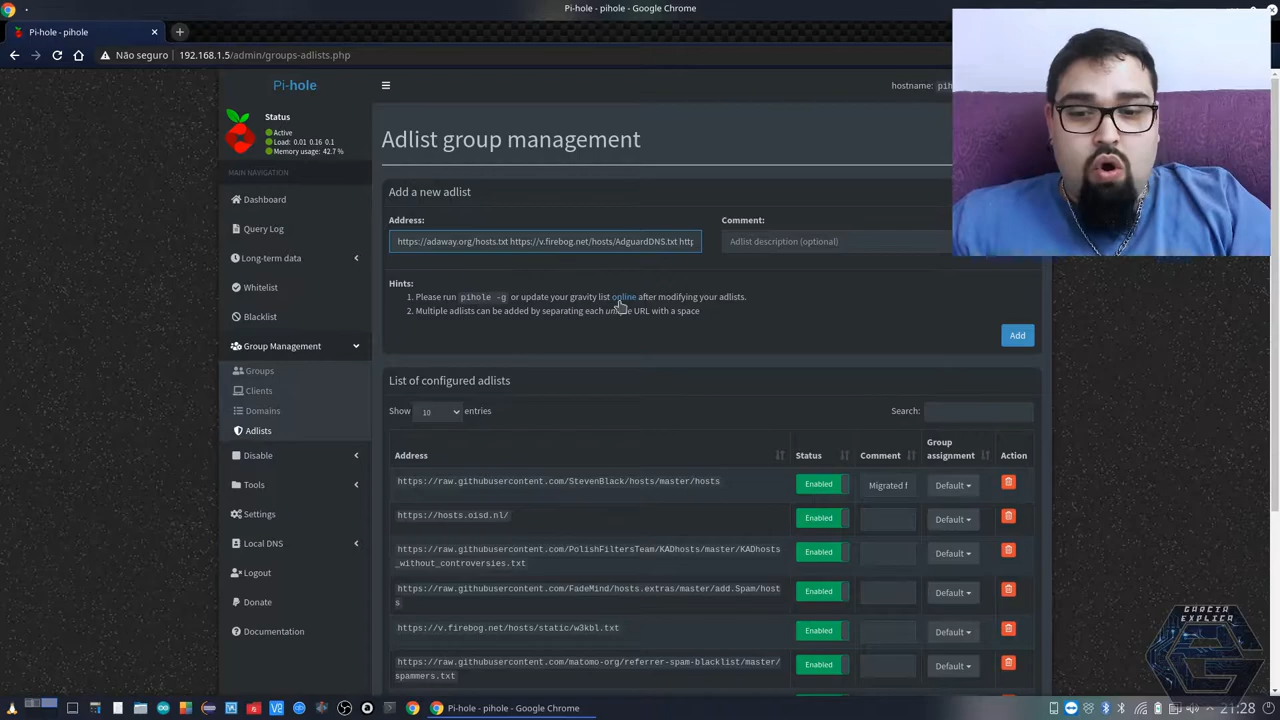 Pi-hole - pihole - Google Chrome
Pi-hole - pihole
Não seguro 192.168.1.5/admin/groups-adlists.php
Pi-hole
hostname:
Status
Active
Load: 0.01 0.16 0.1
Memory usage: 42.7 %
MAIN NAVIGATION
Dashboard
Query Log
Long-term data
Whitelist
Blacklist
Group Management
Groups
Clients
Domains
Adlists
Disable
Tools
Settings
Local DNS
Logout
Donate
Documentation
Adlist group management
Add a new adlist
Address:
Comment:
https://adaway.org/hosts.txt https://v.firebog.net/hosts/AdguardDNS.txt http
Adlist description (optional)
Hints:
1. Please run pihole -g or update your gravity list online after modifying your adlists.
2. Multiple adlists can be added by separating each unique URL with a space
Add
List of configured adlists
Show 10 entries
Search:
Address Status Comment Group assignment Action
https://raw.githubusercontent.com/StevenBlack/hosts/master/hosts Enabled Migrated f Default
https://hosts.oisd.nl/ Enabled Default
https://raw.githubusercontent.com/PolishFiltersTeam/KADhosts/master/KADhosts
_without_controversies.txt Enabled Default
https://raw.githubusercontent.com/FadeMind/hosts.extras/master/add.Spam/host
s Enabled Default
https://v.firebog.net/hosts/static/w3kbl.txt Enabled Default
https://raw.githubusercontent.com/matomo-org/referrer-spam-blacklist/master/
spammers.txt Enabled Default
GARCIA
EXPLICA
Pi-hole - pihole - Google Chrome
21:28